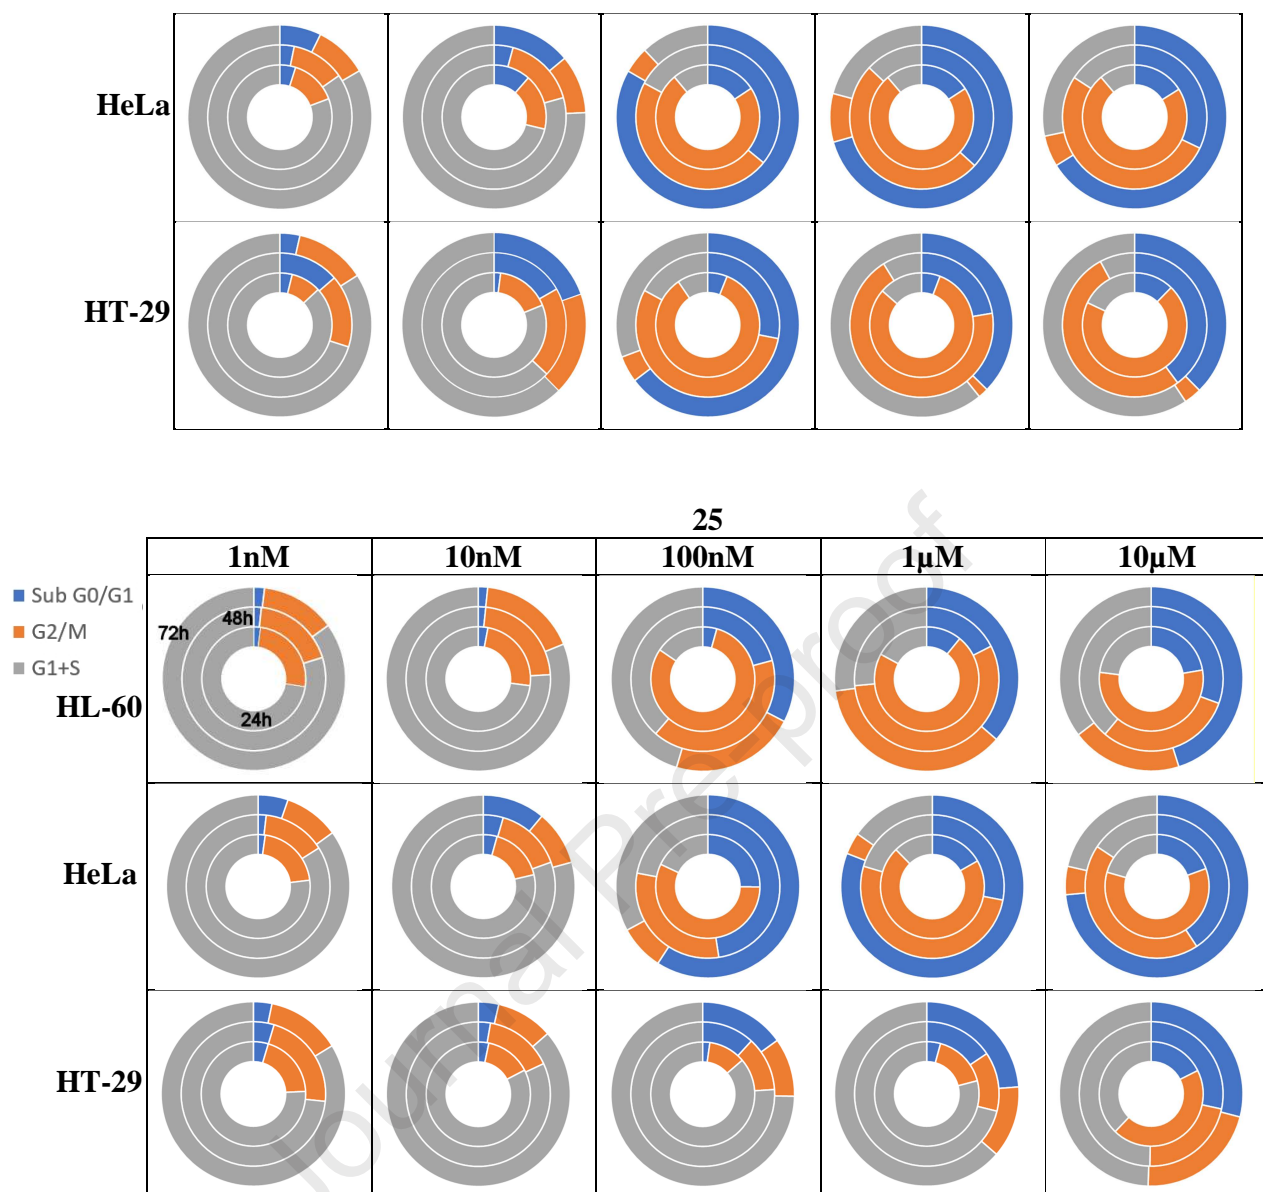 HeLa
HT-29
25
1nM 10nM 100nM 1µM 10µM
Sub G0/G1
G2/M
G1+S
48h
72h
24h
HL-60
HeLa
HT-29
Journal Pre-proof